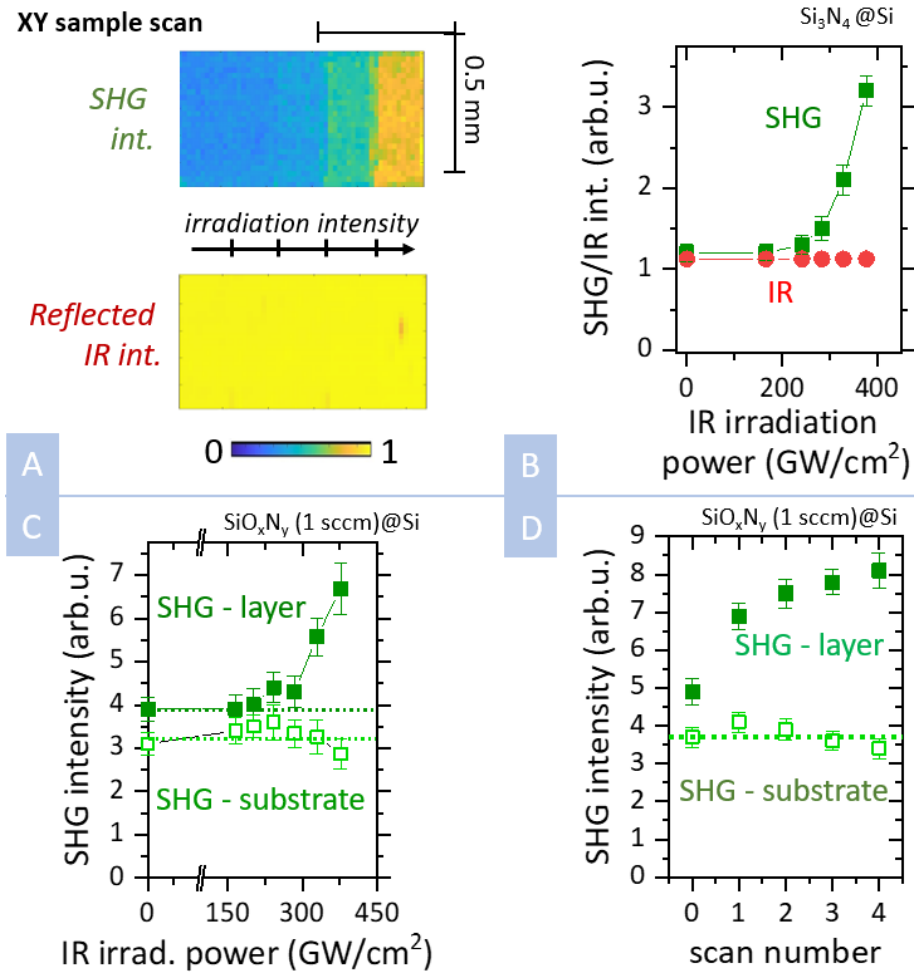 XY sample scan
SHG
int.
0.5 mm
irradiation intensity
Reflected
IR int.
0
1
A
Si₃N₄ @Si
SHG/IR int. (arb.u.)
3
2
1
0
SHG
IR
0
200
400
IR irradiation
power (GW/cm²)
B
C
SiOₓNᵧ (1 sccm)@Si
SHG intensity (arb.u.)
7
6
5
4
3
2
1
0
SHG - layer
SHG - substrate
0
150
300
450
IR irrad. power (GW/cm²)
D
SiOₓNᵧ (1 sccm)@Si
SHG intensity (arb.u.)
9
8
7
6
5
4
3
2
1
0
SHG - layer
SHG - substrate
0
1
2
3
4
scan number